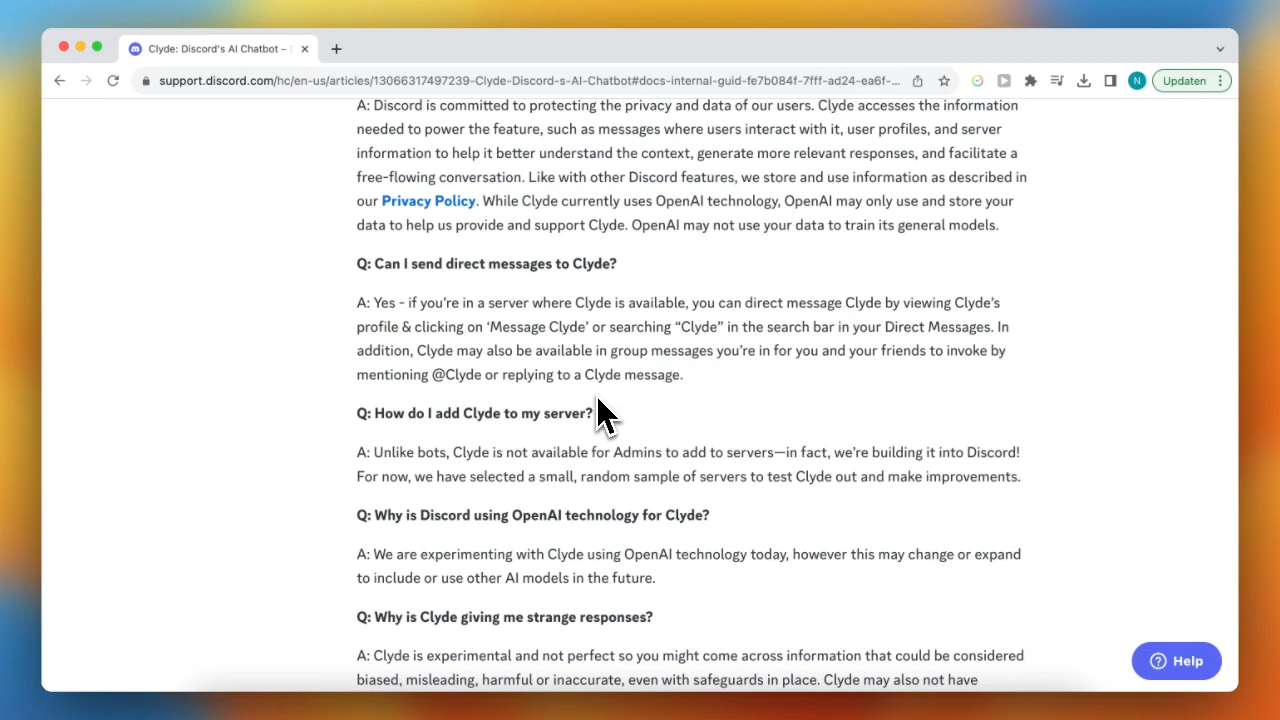 Clyde: Discord's AI Chatbot –
support.discord.com/hc/en-us/articles/13066317497239-Clyde-Discord-s-AI-Chatbot#docs-internal-guid-fe7b084f-7fff-ad24-ea6f-...
N
Updaten
A: Discord is committed to protecting the privacy and data of our users. Clyde accesses the information
needed to power the feature, such as messages where users interact with it, user profiles, and server
information to help it better understand the context, generate more relevant responses, and facilitate a
free-flowing conversation. Like with other Discord features, we store and use information as described in
our Privacy Policy. While Clyde currently uses OpenAI technology, OpenAI may only use and store your
data to help us provide and support Clyde. OpenAI may not use your data to train its general models.
Q: Can I send direct messages to Clyde?
A: Yes - if you’re in a server where Clyde is available, you can direct message Clyde by viewing Clyde’s
profile & clicking on ‘Message Clyde’ or searching “Clyde” in the search bar in your Direct Messages. In
addition, Clyde may also be available in group messages you’re in for you and your friends to invoke by
mentioning @Clyde or replying to a Clyde message.
Q: How do I add Clyde to my server?
A: Unlike bots, Clyde is not available for Admins to add to servers—in fact, we’re building it into Discord!
For now, we have selected a small, random sample of servers to test Clyde out and make improvements.
Q: Why is Discord using OpenAI technology for Clyde?
A: We are experimenting with Clyde using OpenAI technology today, however this may change or expand
to include or use other AI models in the future.
Q: Why is Clyde giving me strange responses?
A: Clyde is experimental and not perfect so you might come across information that could be considered
biased, misleading, harmful or inaccurate, even with safeguards in place. Clyde may also not have
Help